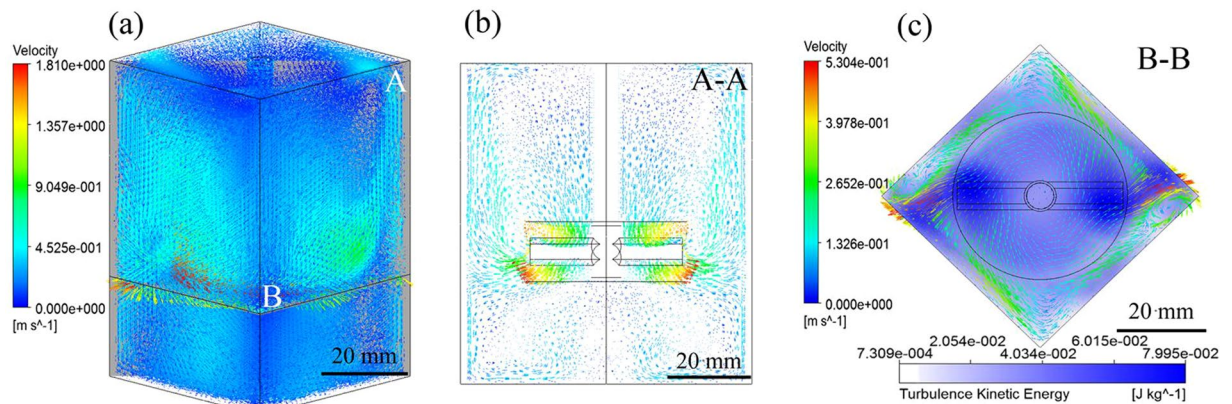 (a)
Velocity
1.810e+000
1.357e+000
9.049e-001
4.525e-001
0.000e+000
[m s^-1]
A
B
20 mm
(b)
A-A
20 mm
(c)
B-B
Velocity
5.304e-001
3.978e-001
2.652e-001
1.326e-001
0.000e+000
[m s^-1]
20 mm
2.054e-002 6.015e-002
7.309e-004 4.034e-002 7.995e-002
Turbulence Kinetic Energy [J kg^-1]